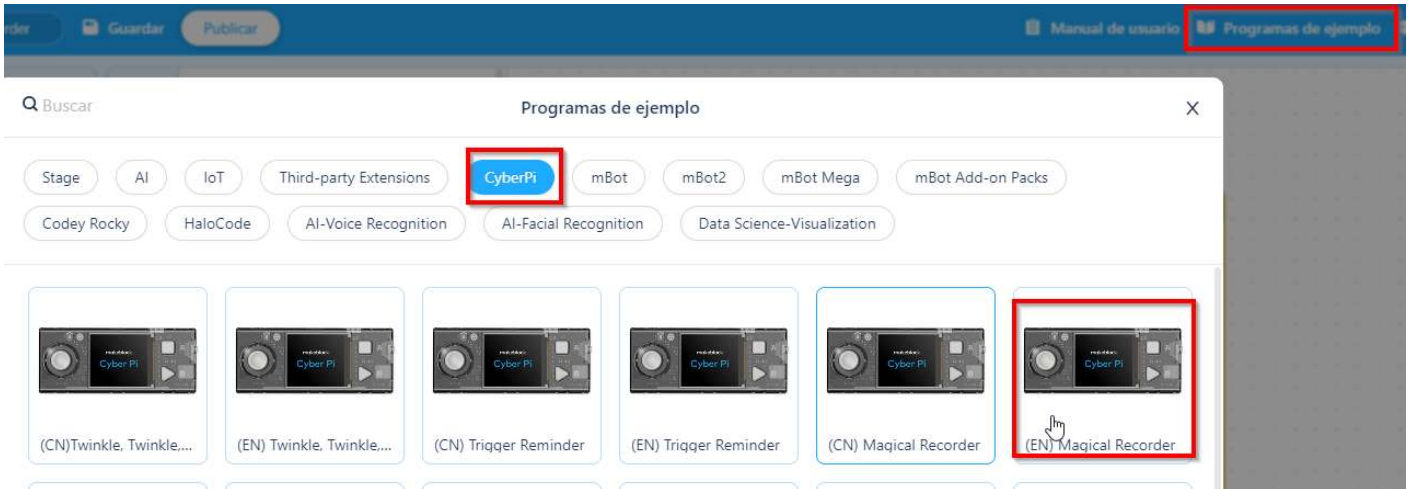 Guardar Publicar Manual de usuario Programas de ejemplo
Buscar Programas de ejemplo X
Stage AI IoT Third-party Extensions CyberPi mBot mBot2 mBot Mega mBot Add-on Packs
Codey Rocky HaloCode AI-Voice Recognition AI-Facial Recognition Data Science-Visualization
Cyber Pi Cyber Pi Cyber Pi Cyber Pi Cyber Pi Cyber Pi
(CN)Twinkle, Twinkle,... (EN) Twinkle, Twinkle,... (CN) Trigger Reminder (EN) Trigger Reminder (CN) Magical Recorder (EN) Magical Recorder